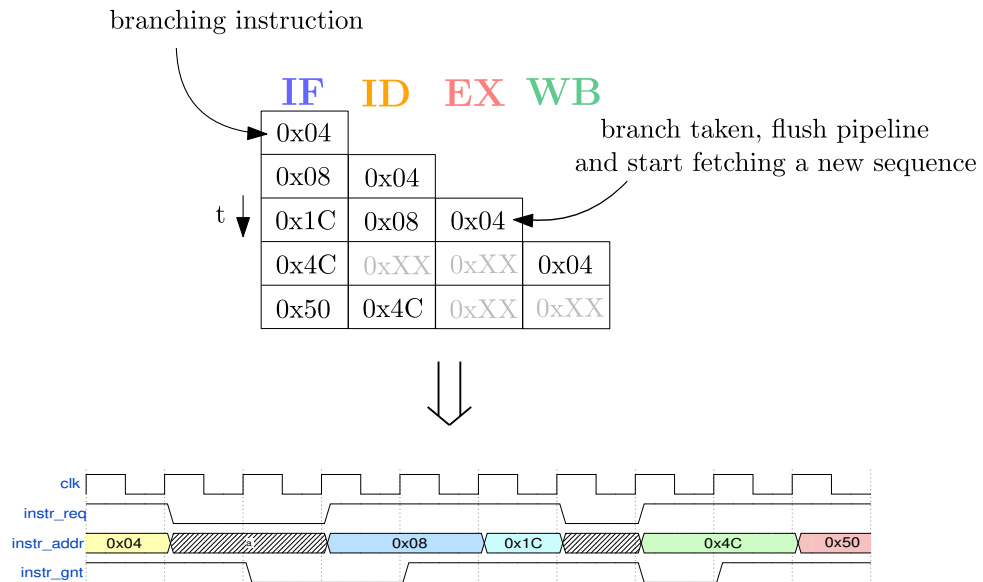 branching instruction
IF ID EX WB
0x04
branch taken, flush pipeline
and start fetching a new sequence
0x08 0x04
t
0x1C 0x08 0x04
0x4C 0xXX 0xXX 0x04
0x50 0x4C 0xXX 0xXX
clk
instr_req
instr_addr 0x04 0x08 0x1C 0x4C 0x50
instr_gnt